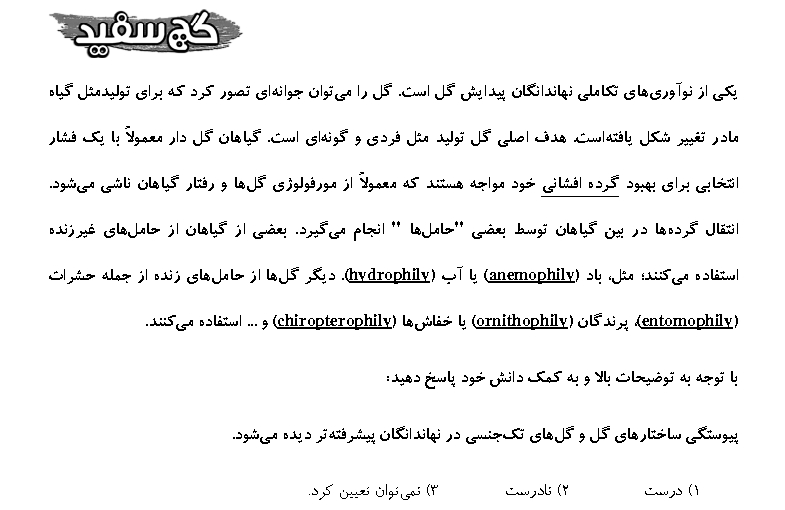 گچ سفید
یکی از نوآوری‌های تکاملی نهاندانگان پیدایش گل است. گل را می‌توان جوانه‌ای تصور کرد که برای تولیدمثل گیاه
مادر تغییر شکل یافته‌است. هدف اصلی گل تولید مثل فردی و گونه‌ای است. گیاهان گل دار معمولاً با یک فشار
انتخابی برای بهبود گرده افشانی خود مواجه هستند که معمولاً از مورفولوژی گل‌ها و رفتار گیاهان ناشی می‌شود.
انتقال گرده‌ها در بین گیاهان توسط بعضی "حامل‌ها " انجام می‌گیرد. بعضی از گیاهان از حامل‌های غیرزنده
استفاده می‌کنند؛ مثل، باد (anemophily) یا آب (hydrophily). دیگر گل‌ها از حامل‌های زنده از جمله حشرات
(entomophily)، پرندگان (ornithophily) یا خفاش‌ها (chiropterophily) و ... استفاده می‌کنند.
با توجه به توضیحات بالا و به کمک دانش خود پاسخ دهید:
پیوستگی ساختارهای گل و گل‌های تک‌جنسی در نهاندانگان پیشرفته‌تر دیده می‌شود.
۱) درست ۲) نادرست ۳) نمی‌توان تعیین کرد.